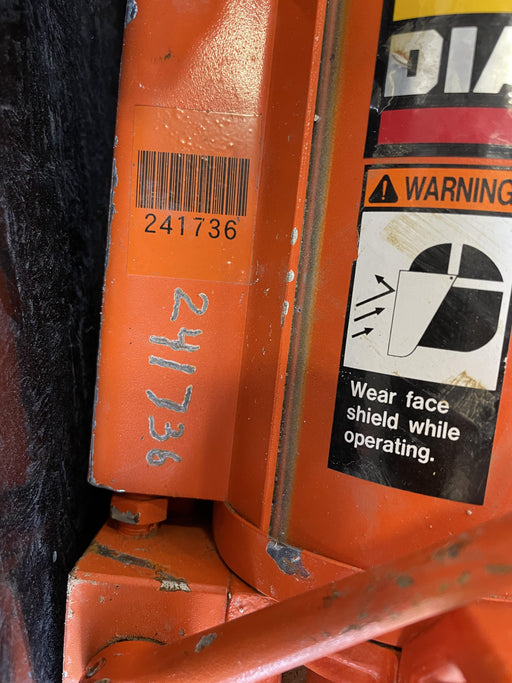 DIA
WARNING
241736
241736
Wear face
shield while
operating.